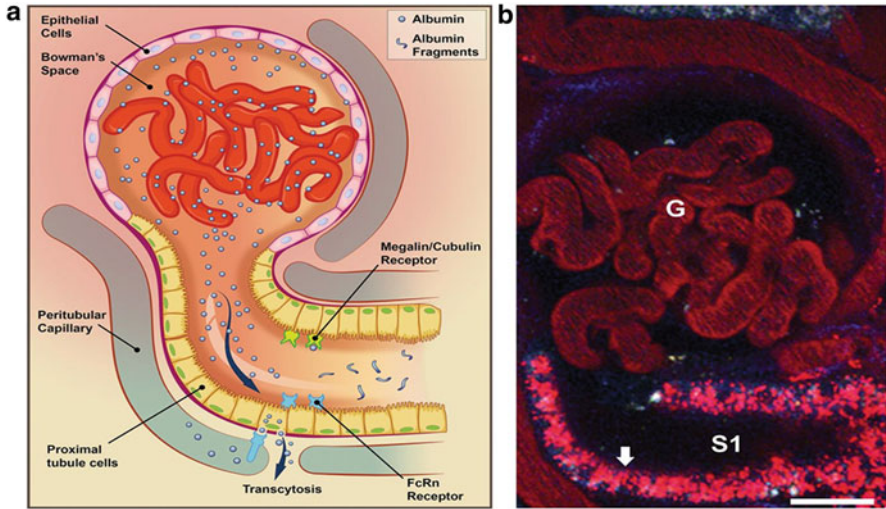 a
Epithelial
Cells
Bowman's
Space
Albumin
Albumin
Fragments
Megalin/Cubulin
Receptor
Peritubular
Capillary
Proximal
tubule cells
Transcytosis
FcRn
Receptor
b
G
S1